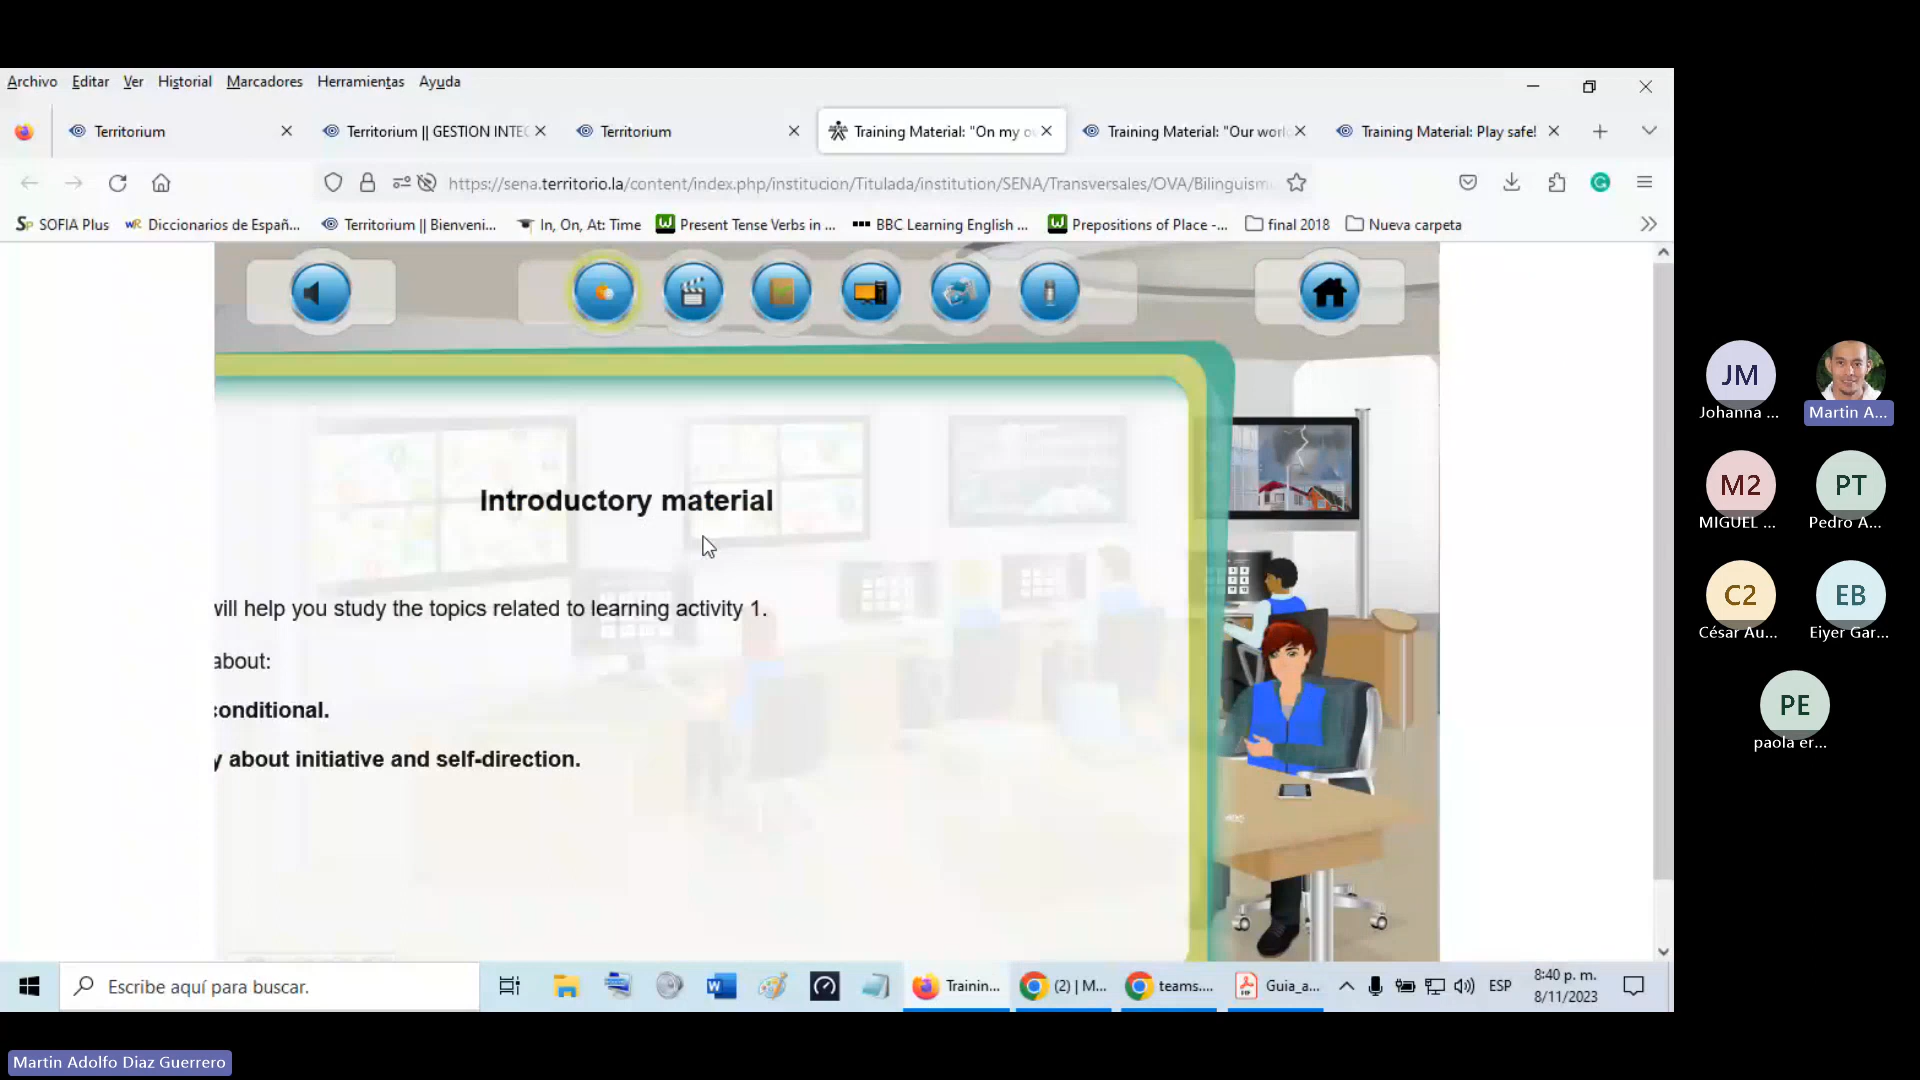 Archivo Editar Ver Historial Marcadores Herramientas Ayuda
Territorium
Territorium || GESTION INTEG
Territorium
Training Material: "On my o
Training Material: "Our worl
Training Material: Play safe!
https://sena.territorio.la/content/index.php/institucion/Titulada/institution/SENA/Transversales/OVA/Bilinguism
SOFIA Plus
Diccionarios de Españ...
Territorium || Bienveni...
In, On, At: Time
Present Tense Verbs in ...
BBC Learning English ...
Prepositions of Place -...
final 2018
Nueva carpeta
Introductory material
will help you study the topics related to learning activity 1.
about:
conditional.
y about initiative and self-direction.
JM
Johanna ...
Martin A...
M2
MIGUEL ...
PT
Pedro A...
C2
César Au...
EB
Eiyer Gar...
PE
paola er...
Escribe aquí para buscar.
Trainin...
(2) | M...
teams....
Guia_a...
ESP
8:40 p. m.
8/11/2023
Martin Adolfo Diaz Guerrero